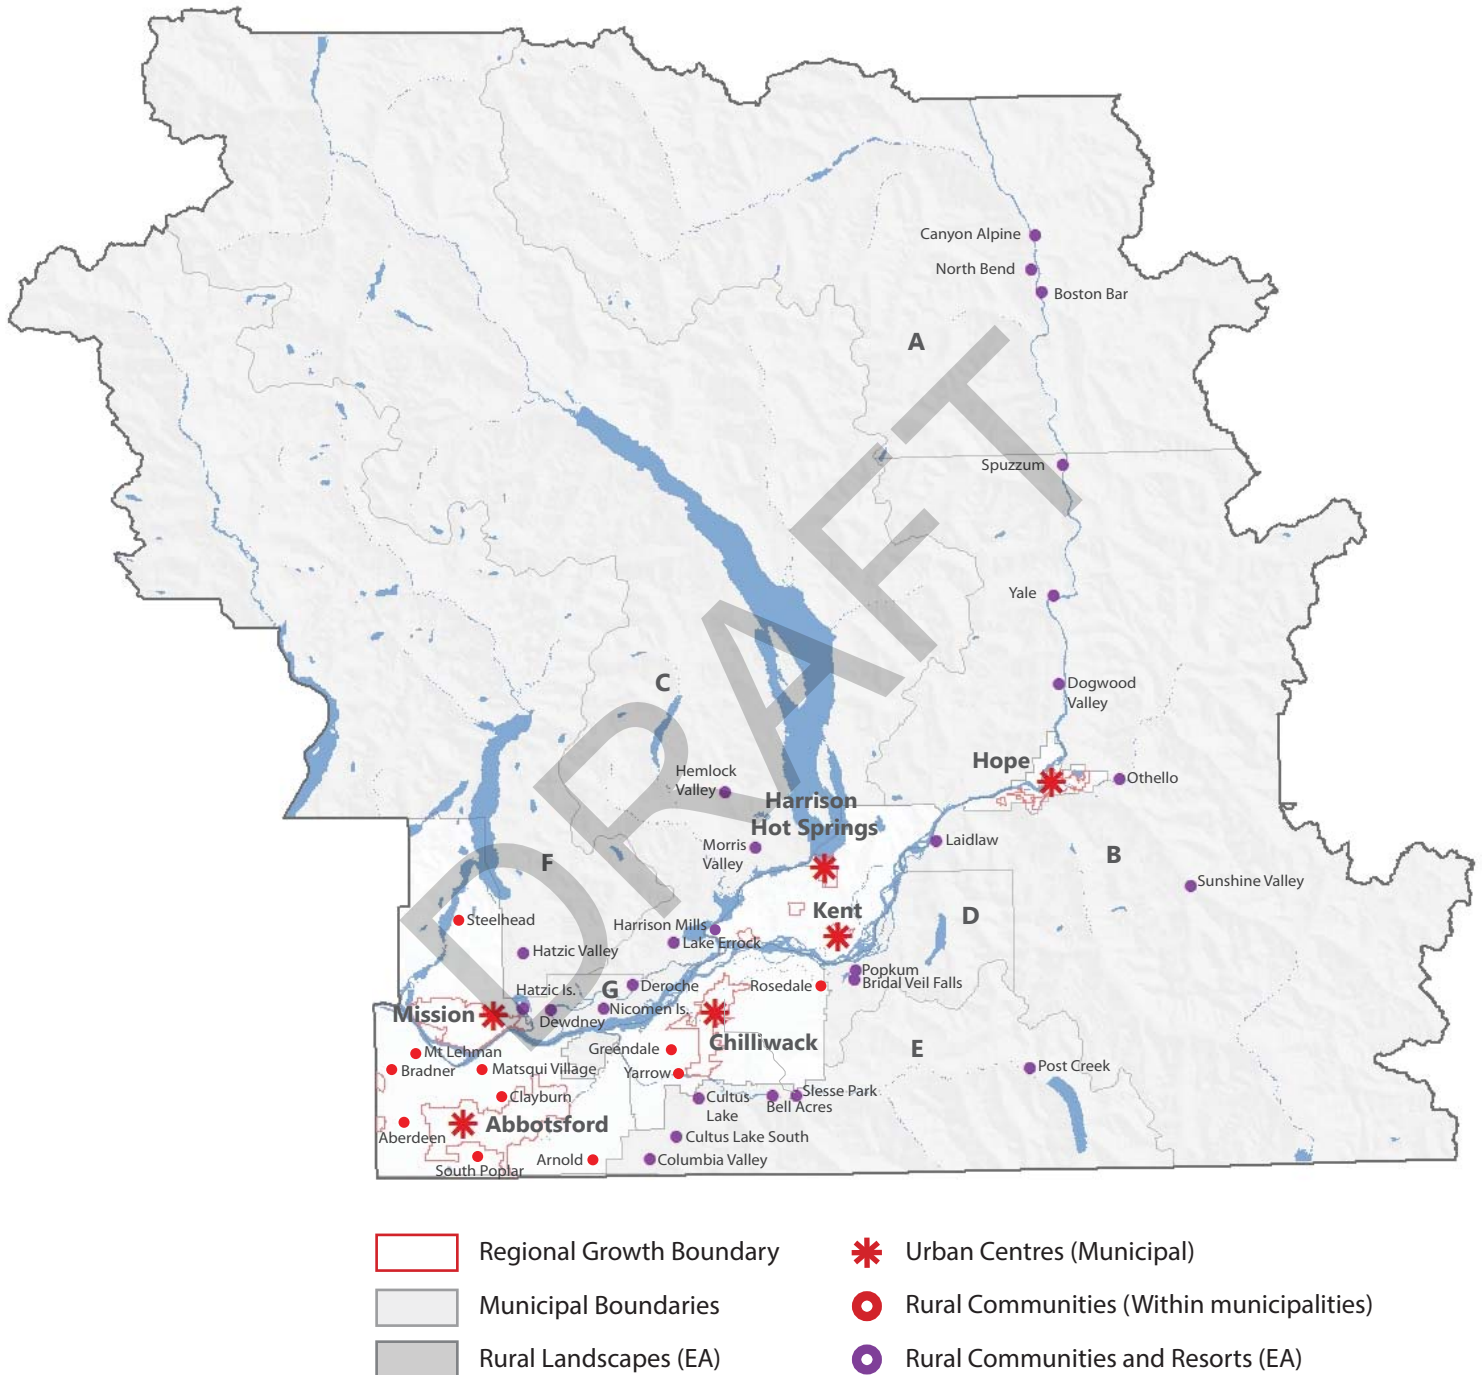 Canyon Alpine
North Bend
Boston Bar
A
Spuzzum
Yale
C
Dogwood
Valley
Hope
Othello
Hemlock
Valley
Harrison
Hot Springs
Morris
Valley
Laidlaw
F
B
Sunshine Valley
Kent
D
Steelhead
Harrison Mills
Lake Errock
Hatzic Valley
Popkum
Bridal Veil Falls
Rosedale
Hatzic Is.
G
Deroche
Mission
Dewdney
Nicomen Is.
Chilliwack
Greendale
E
Mt Lehman
Bradner
Matsqui Village
Yarrow
Post Creek
Clayburn
Cultus
Lake
Bell Acres
Slesse Park
Abbotsford
Aberdeen
Cultus Lake South
South Poplar
Arnold
Columbia Valley
DRAFT
Regional Growth Boundary
Municipal Boundaries
Rural Landscapes (EA)
Urban Centres (Municipal)
Rural Communities (Within municipalities)
Rural Communities and Resorts (EA)